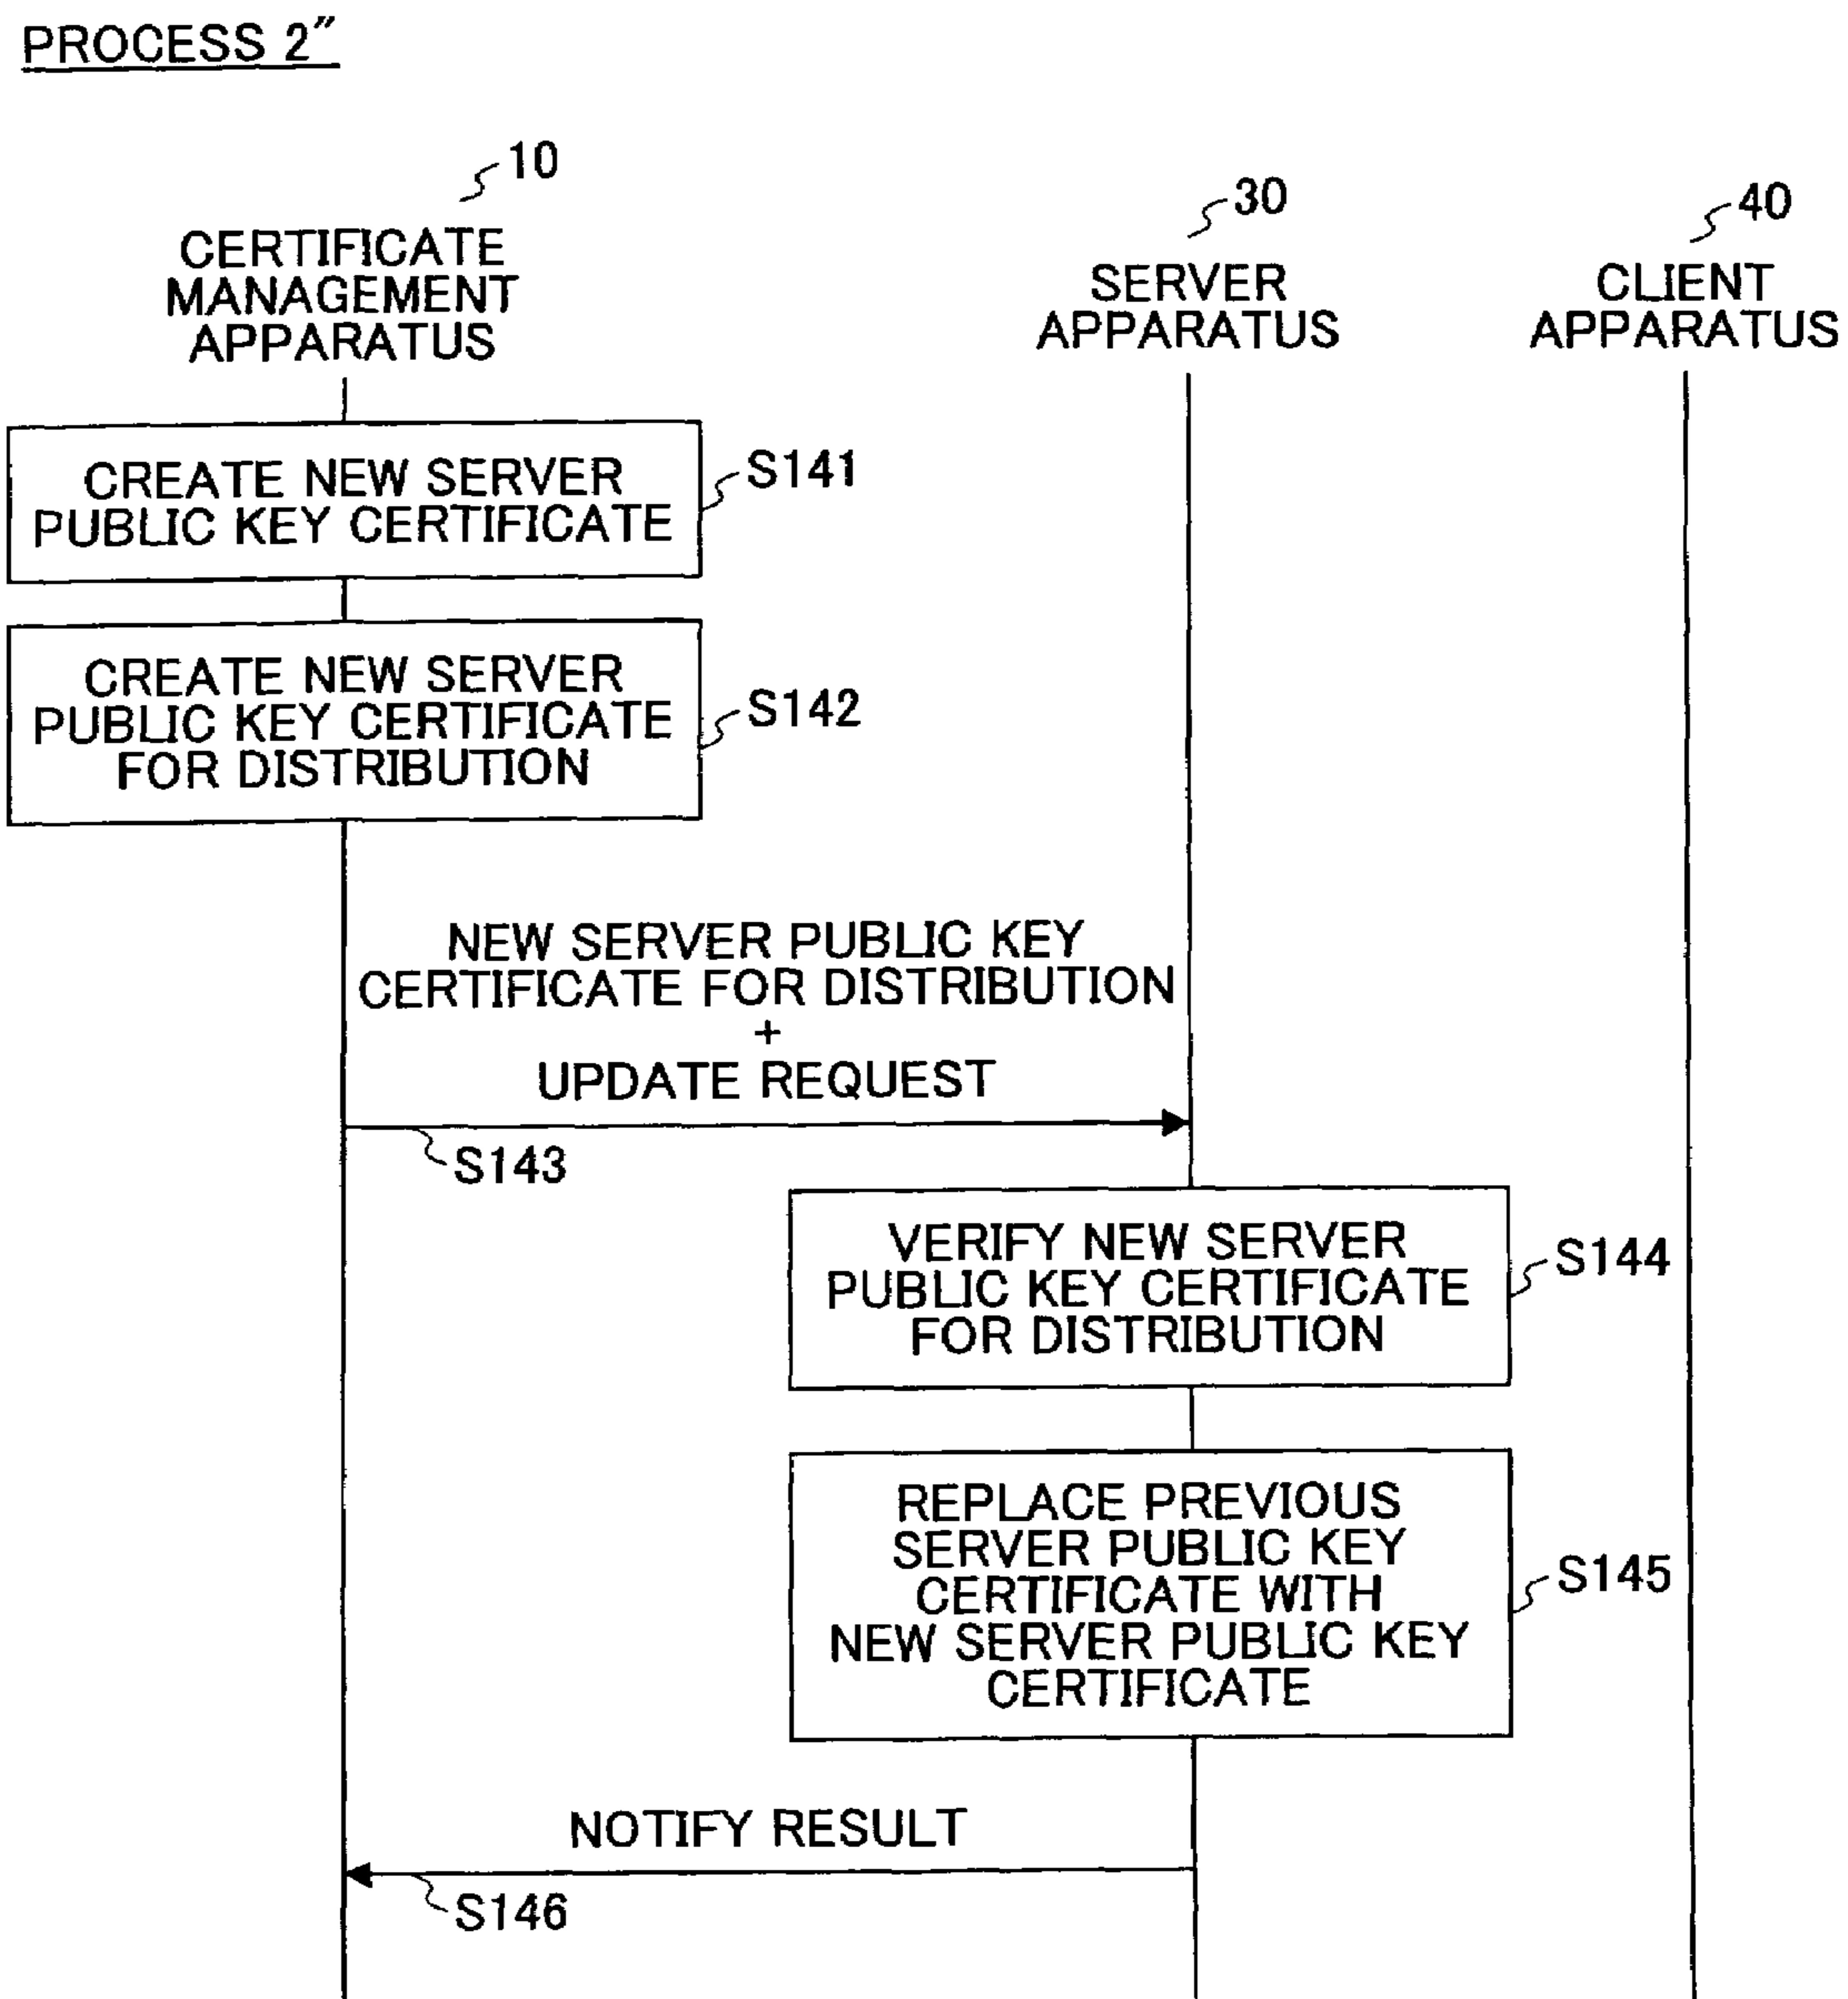 PROCESS 2"
10
CERTIFICATE
MANAGEMENT
APPARATUS
30
SERVER
APPARATUS
40
CLIENT
APPARATUS
CREATE NEW SERVER
PUBLIC KEY CERTIFICATE
S141
CREATE NEW SERVER
PUBLIC KEY CERTIFICATE
FOR DISTRIBUTION
S142
NEW SERVER PUBLIC KEY
CERTIFICATE FOR DISTRIBUTION
+
UPDATE REQUEST
S143
VERIFY NEW SERVER
PUBLIC KEY CERTIFICATE
FOR DISTRIBUTION
S144
REPLACE PREVIOUS
SERVER PUBLIC KEY
CERTIFICATE WITH
NEW SERVER PUBLIC KEY
CERTIFICATE
S145
NOTIFY RESULT
S146